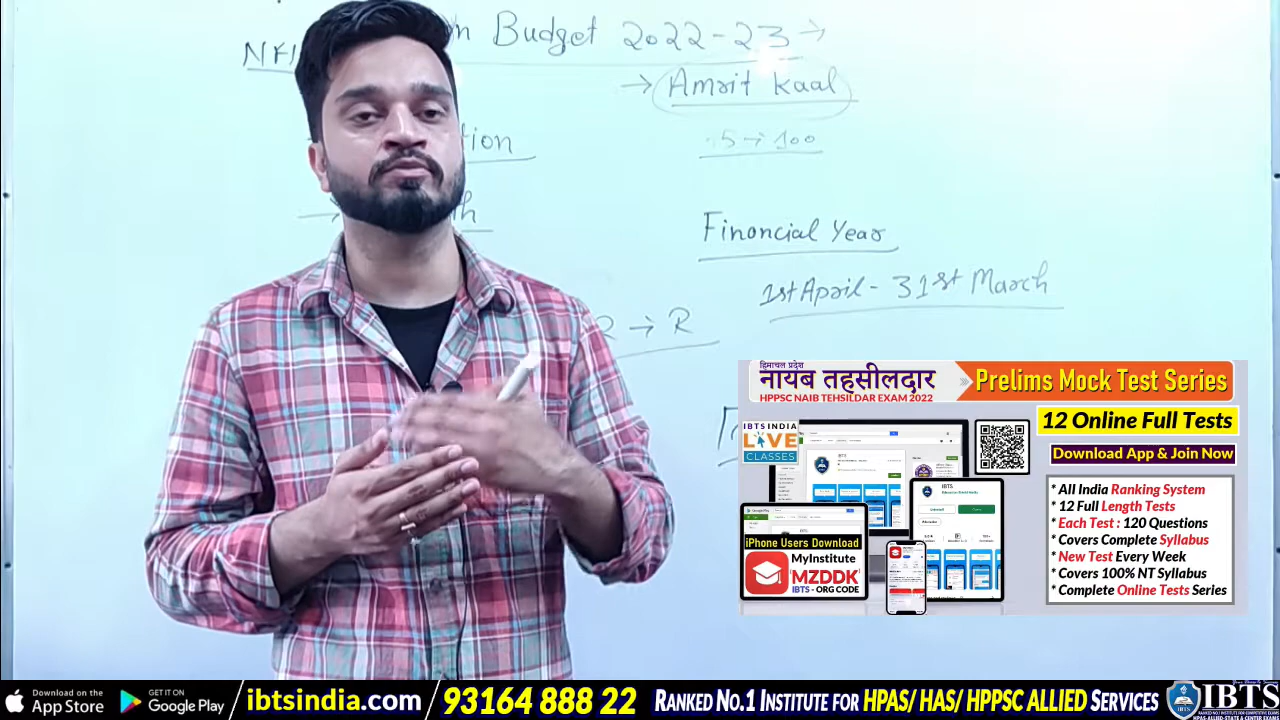 n Budget 2022-23 →
→ Amrit Kaal
5 → 100
tion
Financial Year
1st April - 31st March
→ R
हिमाचल प्रदेश
नायब तहसीलदार
HPPSC NAIB TEHSILDAR EXAM 2022
Prelims Mock Test Series
12 Online Full Tests
IBTS INDIA
LIVE
CLASSES
Download App & Join Now
* All India Ranking System
* 12 Full Length Tests
* Each Test : 120 Questions
* Covers Complete Syllabus
* New Test Every Week
* Covers 100% NT Syllabus
* Complete Online Tests Series
iPhone Users Download
MyInstitute
"MZDDK"
IBTS - ORG CODE
IBTS
Download on the
App Store
GET IT ON
Google Play
ibtsindia.com
93164 888 22
RANKED NO.1 INSTITUTE FOR HPAS/ HAS/ HPPSC ALLIED SERVICES
IBTS